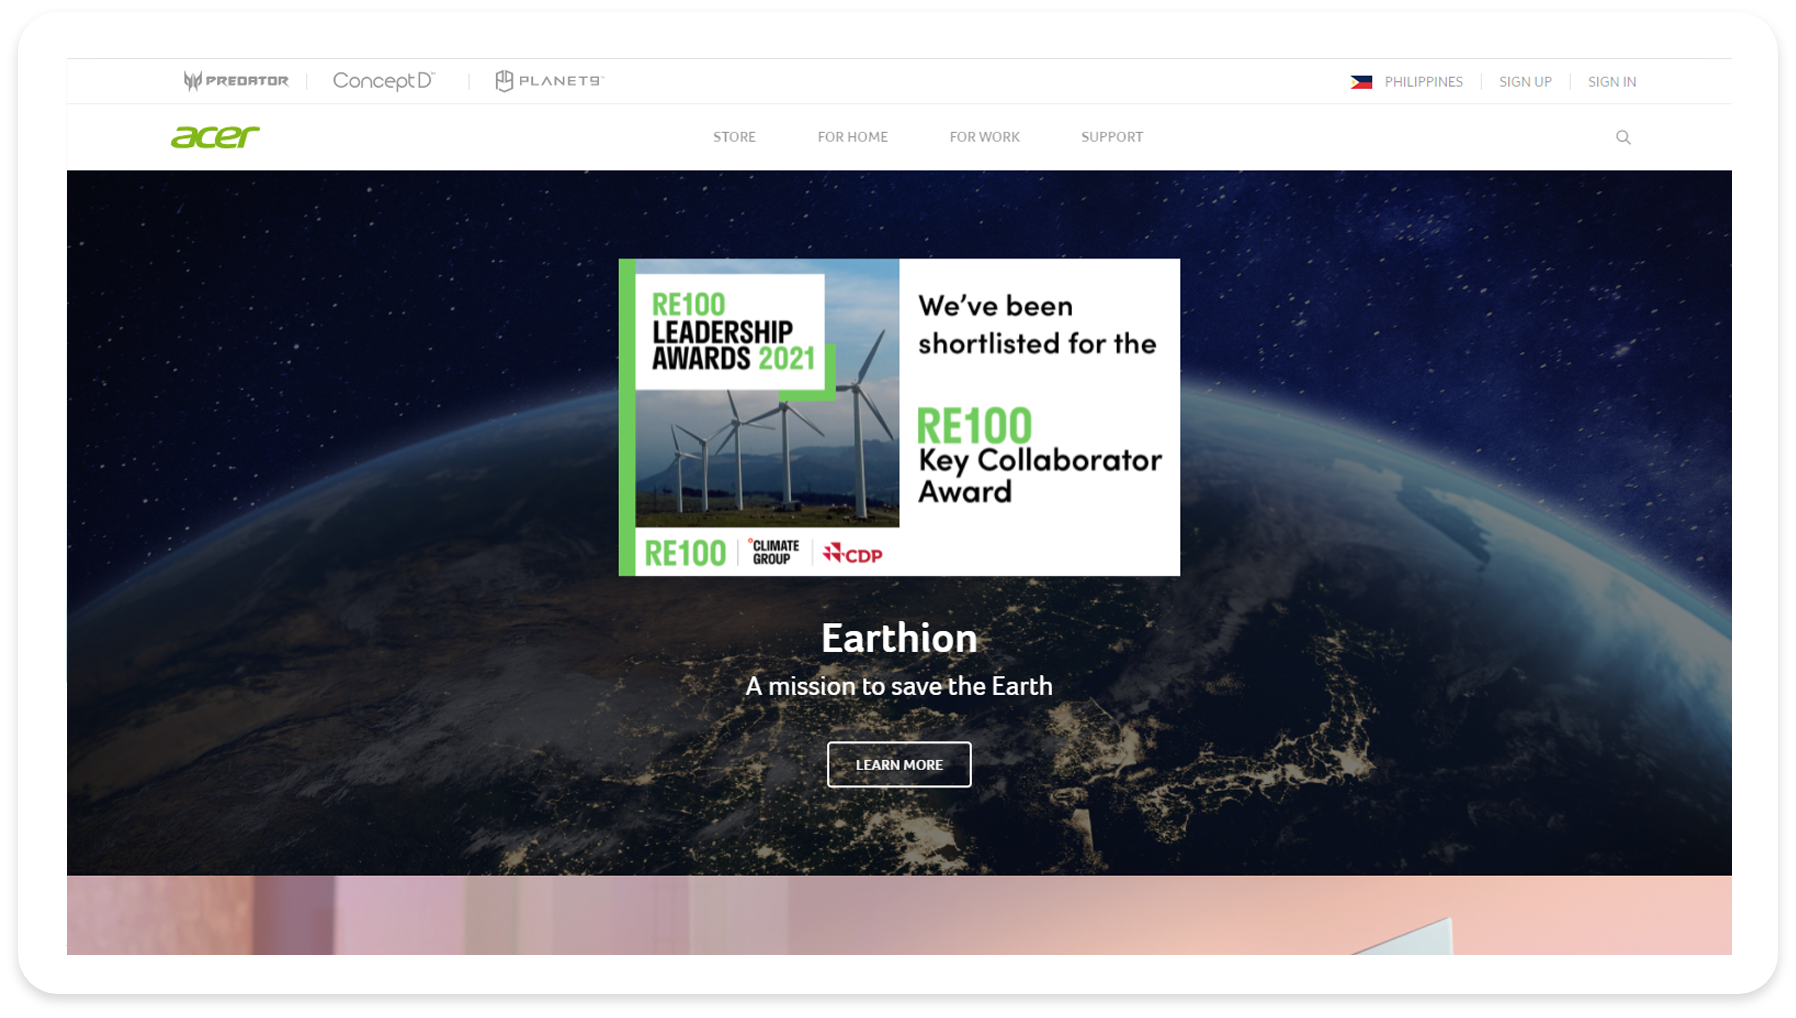 PREDATOR
ConceptD™
PLANET9™
PHILIPPINES
SIGN UP
SIGN IN
acer
STORE
FOR HOME
FOR WORK
SUPPORT
RE100
LEADERSHIP
AWARDS 2021
We’ve been
shortlisted for the
RE100
Key Collaborator
Award
RE100
°CLIMATE
GROUP
CDP
Earthion
A mission to save the Earth
LEARN MORE